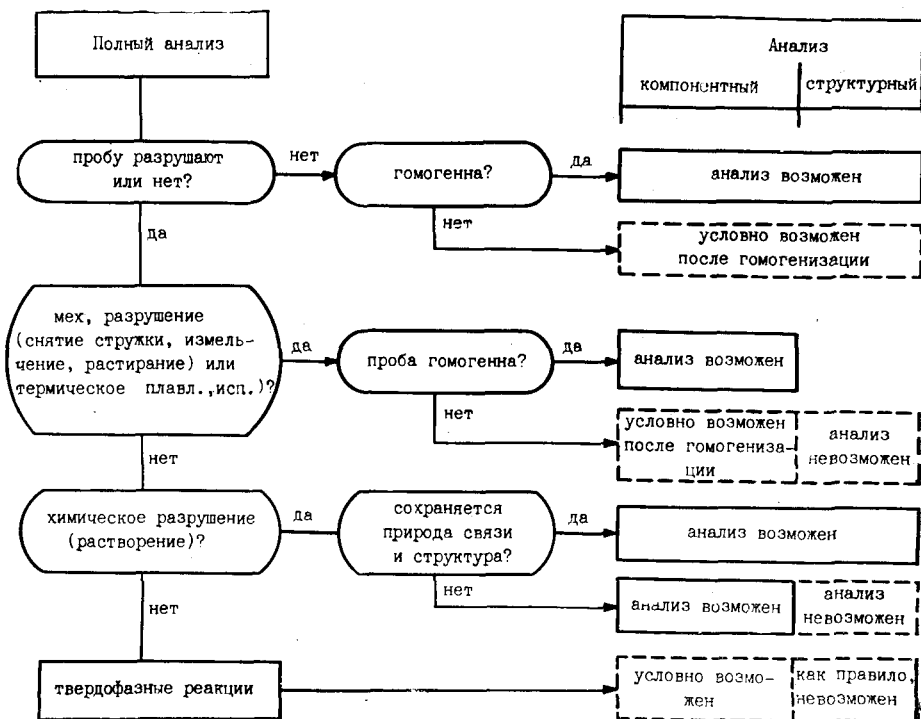 Полный анализ
Анализ
компонентный
структурный
пробу разрушают
или нет?
нет
гомогенна?
да
анализ возможен
нет
условно возможен
после гомогенизации
да
мех, разрушение
(снятие стружки, измель-
чение, растирание) или
термическое плавл.,исп.)?
да
проба гомогенна?
да
анализ возможен
нет
условно возможен
после гомогениза-
ции
анализ
невозможен
нет
химическое разрушение
(растворение)?
да
сохраняется
природа связи
и структура?
да
анализ возможен
нет
анализ возможен
анализ
невозможен
нет
твердофазные реакции
условно возмо-
жен
как правило,
невозможен